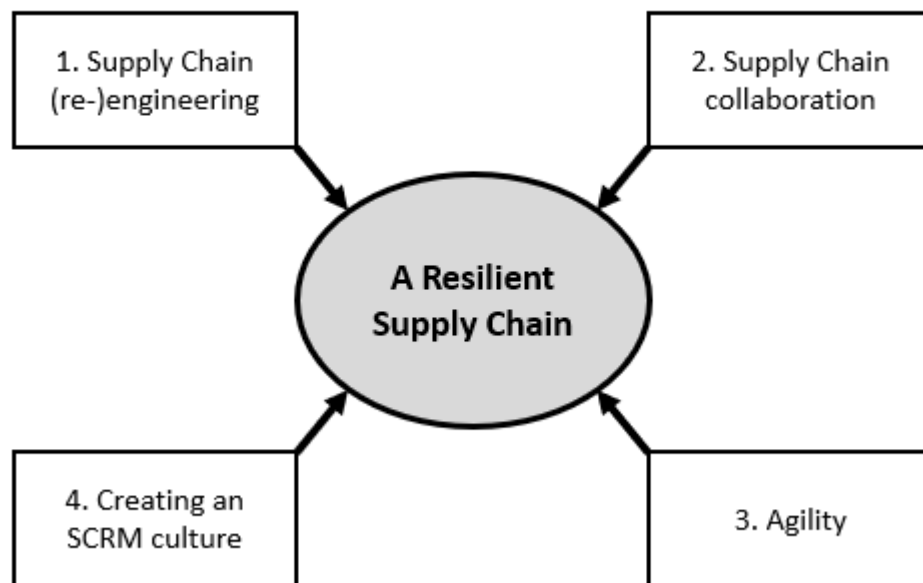 1. Supply Chain
(re-)engineering
2. Supply Chain
collaboration
A Resilient
Supply Chain
4. Creating an
SCRM culture
3. Agility